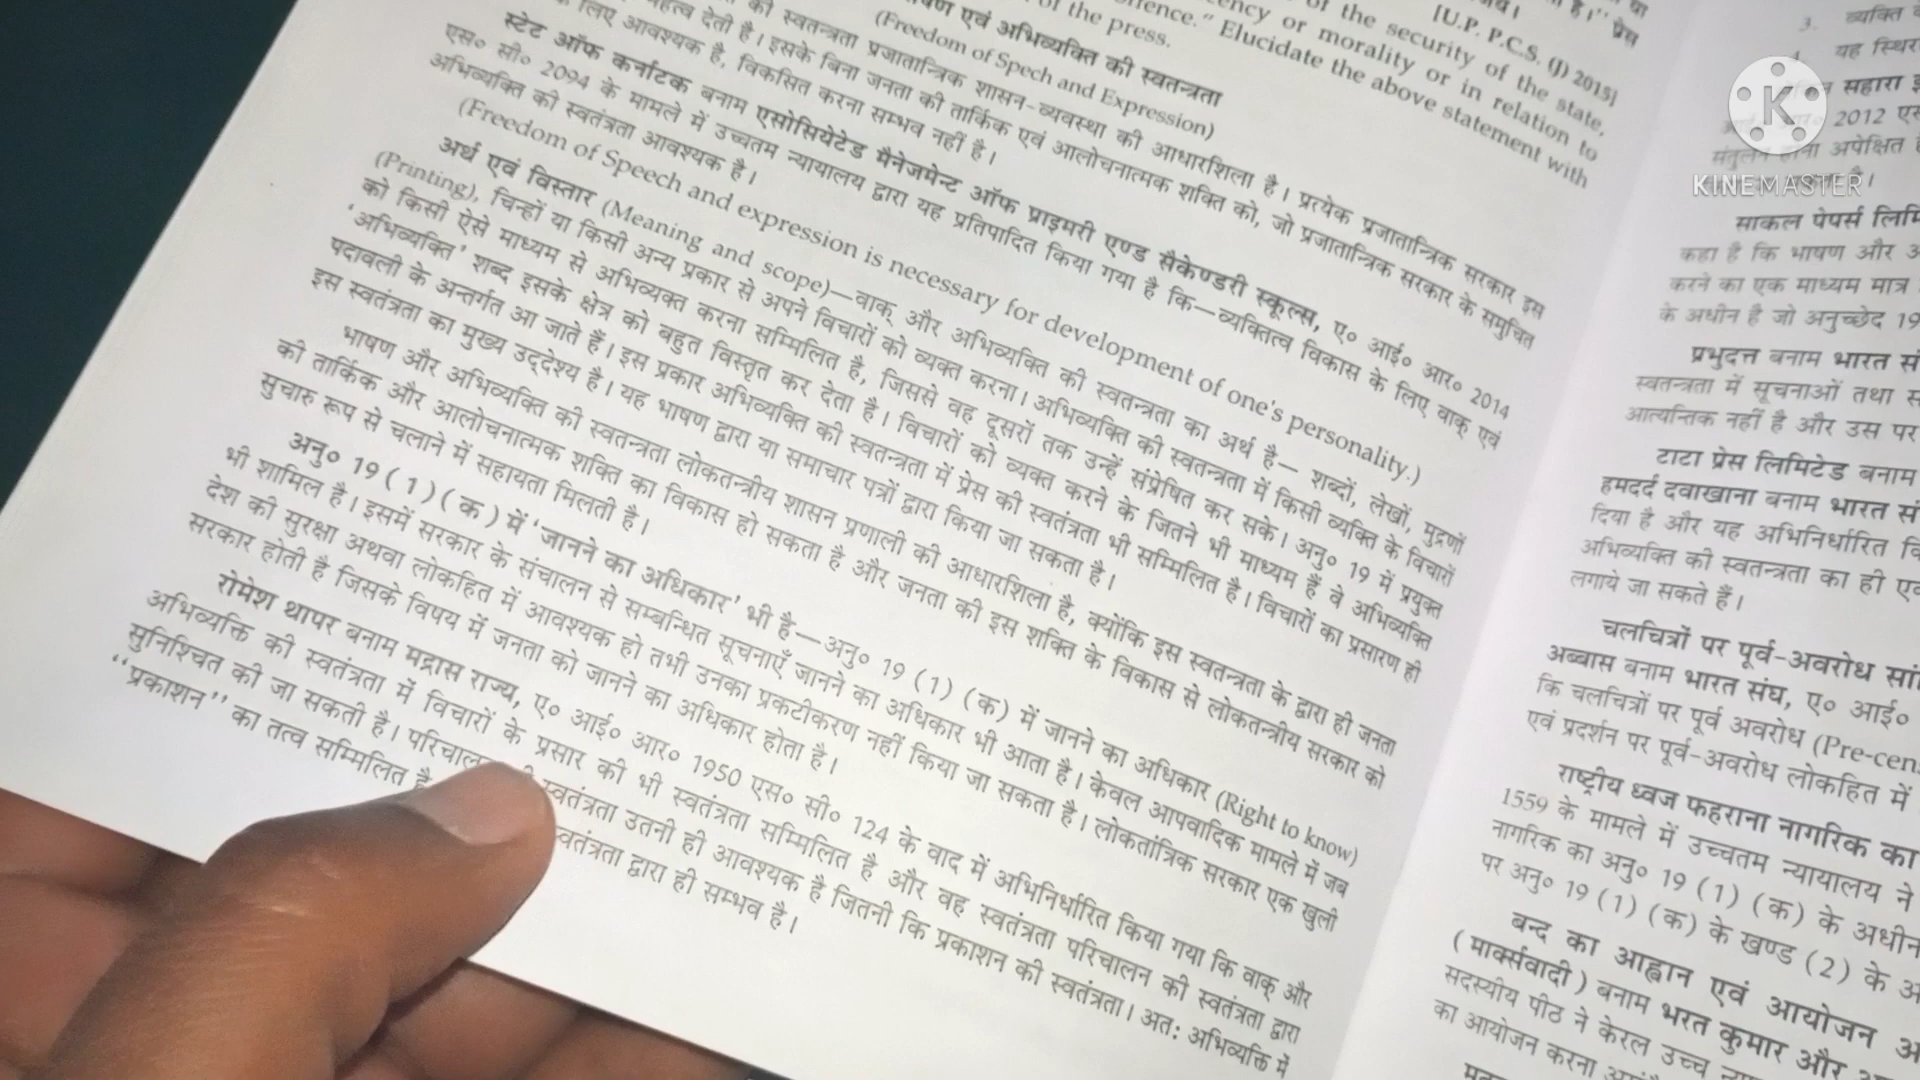 है।'' प्रेस
[U.P. P.C.S. (J) 2015]
of the security of the state,
ency or morality or in relation to
ffence." Elucidate the above statement with
of the press.
भाषण एवं अभिव्यक्ति की स्वतन्त्रता
(Freedom of Spech and Expression)
की स्वतन्त्रता प्रजातान्त्रिक शासन-व्यवस्था की आधारशिला है। प्रत्येक प्रजातान्त्रिक सरकार इस
महत्व देती है। इसके बिना जनता की तार्किक एवं आलोचनात्मक शक्ति को, जो प्रजातान्त्रिक सरकार के समुचित
के लिए आवश्यक है, विकसित करना सम्भव नहीं है।
स्टेट ऑफ कर्नाटक बनाम एसोसियेटेड मैनेजमेन्ट ऑफ प्राइमरी एण्ड सैकेण्डरी स्कूल्स, ए० आई० आर० 2014
एस० सी० 2094 के मामले में उच्चतम न्यायालय द्वारा यह प्रतिपादित किया गया है कि—व्यक्तित्व विकास के लिए वाक् एवं
अभिव्यक्ति की स्वतंत्रता आवश्यक है।
(Freedom of Speech and expression is necessary for development of one's personality.)
अर्थ एवं विस्तार (Meaning and scope)—वाक् और अभिव्यक्ति की स्वतन्त्रता का अर्थ है— शब्दों, लेखों, मुद्रणों
(Printing), चिन्हों या किसी अन्य प्रकार से अपने विचारों को व्यक्त करना। अभिव्यक्ति की स्वतन्त्रता में किसी व्यक्ति के विचारों
को किसी ऐसे माध्यम से अभिव्यक्त करना सम्मिलित है, जिससे वह दूसरों तक उन्हें संप्रेषित कर सके। अनु० 19 में प्रयुक्त
'अभिव्यक्ति' शब्द इसके क्षेत्र को बहुत विस्तृत कर देता है। विचारों को व्यक्त करने के जितने भी माध्यम हैं वे अभिव्यक्ति
पदावली के अन्तर्गत आ जाते हैं। इस प्रकार अभिव्यक्ति की स्वतन्त्रता में प्रेस की स्वतंत्रता भी सम्मिलित है। विचारों का प्रसारण ही
इस स्वतंत्रता का मुख्य उद्देश्य है। यह भाषण द्वारा या समाचार पत्रों द्वारा किया जा सकता है।
भाषण और अभिव्यक्ति की स्वतन्त्रता लोकतन्त्रीय शासन प्रणाली की आधारशिला है, क्योंकि इस स्वतन्त्रता के द्वारा ही जनता
की तार्किक और आलोचनात्मक शक्ति का विकास हो सकता है और जनता की इस शक्ति के विकास से लोकतन्त्रीय सरकार को
सुचारु रूप से चलाने में सहायता मिलती है।
अनु० 19 (1) (क) में 'जानने का अधिकार' भी है—अनु० 19 (1) (क) में जानने का अधिकार (Right to know)
भी शामिल है। इसमें सरकार के संचालन से सम्बन्धित सूचनाएँ जानने का अधिकार भी आता है। केवल आपवादिक मामले में जब
देश की सुरक्षा अथवा लोकहित में आवश्यक हो तभी उनका प्रकटीकरण नहीं किया जा सकता है। लोकतांत्रिक सरकार एक खुली
सरकार होती है जिसके विषय में जनता को जानने का अधिकार होता है।
रोमेश थापर बनाम मद्रास राज्य, ए० आई० आर० 1950 एस० सी० 124 के वाद में अभिनिर्धारित किया गया कि वाक् और
अभिव्यक्ति की स्वतंत्रता में विचारों के प्रसार की भी स्वतंत्रता सम्मिलित है और वह स्वतंत्रता परिचालन की स्वतंत्रता द्वारा
सुनिश्चित की जा सकती है। परिचाल स्वतंत्रता उतनी ही आवश्यक है जितनी कि प्रकाशन की स्वतंत्रता। अत: अभिव्यक्ति में
''प्रकाशन'' का तत्व सम्मिलित है स्वतंत्रता द्वारा ही सम्भव है।
3. व्यक्ति
4. यह स्थिर
सहारा
2012 एस
संतुलन होना अपेक्षित
है।
साकल पेपर्स लिमि
कहा है कि भाषण और अ
करने का एक माध्यम मात्र
के अधीन है जो अनुच्छेद 19
प्रभुदत्त बनाम भारत सं
स्वतन्त्रता में सूचनाओं तथा स
आत्यन्तिक नहीं है और उस पर
टाटा प्रेस लिमिटेड बनाम
हमदर्द दवाखाना बनाम भारत सं
दिया है और यह अभिनिर्धारित कि
अभिव्यक्ति की स्वतन्त्रता का ही एक
लगाये जा सकते हैं।
चलचित्रों पर पूर्व-अवरोध सां
अब्बास बनाम भारत संघ, ए० आई०
कि चलचित्रों पर पूर्व अवरोध (Pre-cen
एवं प्रदर्शन पर पूर्व-अवरोध लोकहित में
राष्ट्रीय ध्वज फहराना नागरिक का
1559 के मामले में उच्चतम न्यायालय ने
नागरिक का अनु० 19 (1) (क) के अधीन
पर अनु० 19 (1) (क) के खण्ड (2) के अ
बन्द का आह्वान एवं आयोजन अ
(मार्क्सवादी) बनाम भरत कुमार और
सदस्यीय पीठ ने केरल उच्च
का आयोजन करना
K
KINEMASTER